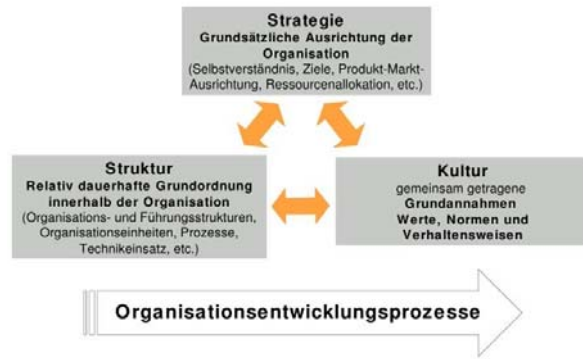 Strategie
Grundsätzliche Ausrichtung der
Organisation
(Selbstverständnis, Ziele, Produkt-Markt-
Ausrichtung, Ressourcenallokation, etc.)
Struktur
Relativ dauerhafte Grundordnung
innerhalb der Organisation
(Organisations- und Führungsstrukturen,
Organisationseinheiten, Prozesse,
Technikeinsatz, etc.)
Kultur
gemeinsam getragene
Grundannahmen
Werte, Normen und
Verhaltensweisen
Organisationsentwicklungsprozesse